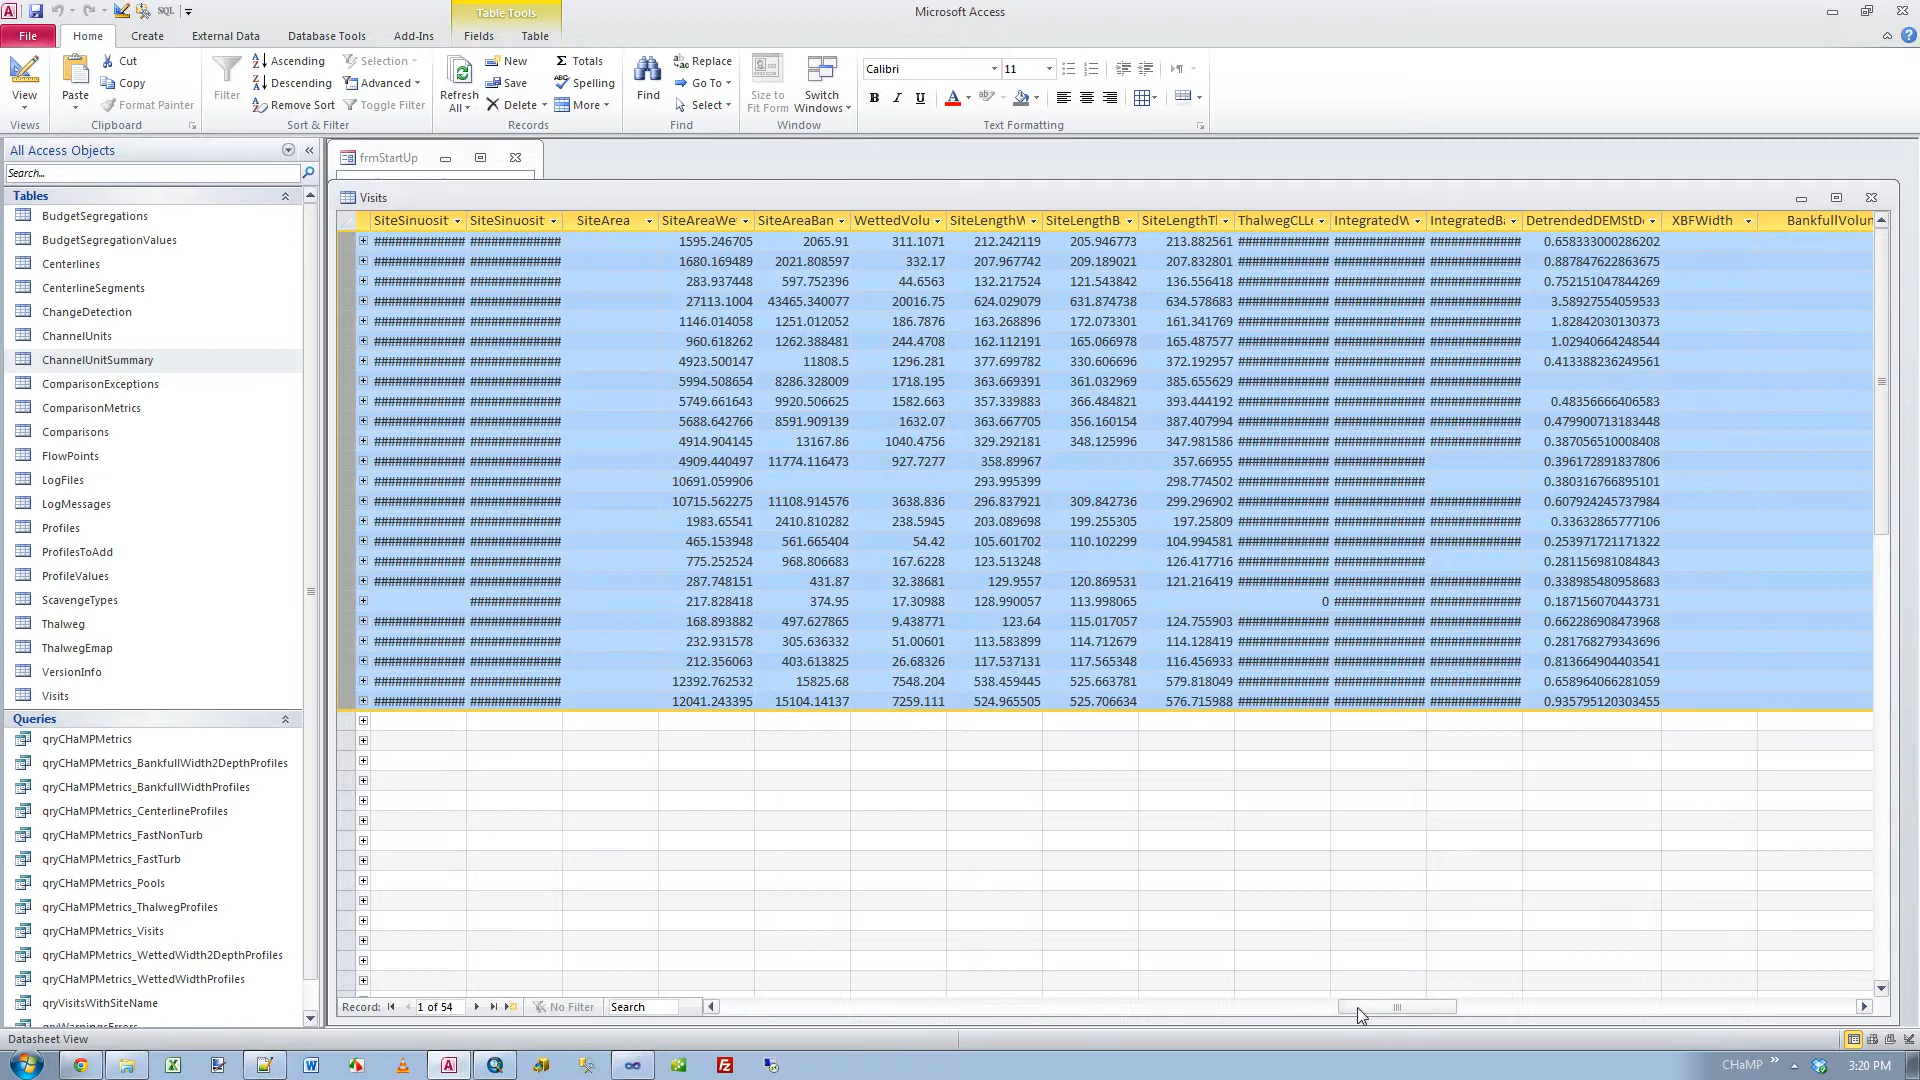 SQL
Table Tools
Microsoft Access
File Home Create External Data Database Tools Add-Ins Fields Table
View
Views
Paste
Cut
Copy
Format Painter
Clipboard
Filter
Ascending
Descending
Remove Sort
Selection
Advanced
Toggle Filter
Sort & Filter
Refresh
All
New
Save
Delete
Totals
Spelling
More
Records
Find
Replace
Go To
Select
Find
Size to
Fit Form
Switch
Windows
Window
Calibri 11
B I U
Text Formatting
All Access Objects
Search...
Tables
BudgetSegregations
BudgetSegregationValues
Centerlines
CenterlineSegments
ChangeDetection
ChannelUnits
ChannelUnitSummary
ComparisonExceptions
ComparisonMetrics
Comparisons
FlowPoints
LogFiles
LogMessages
Profiles
ProfilesToAdd
ProfileValues
ScavengeTypes
Thalweg
ThalwegEmap
VersionInfo
Visits
Queries
qryCHaMPMetrics
qryCHaMPMetrics_BankfullWidth2DepthProfiles
qryCHaMPMetrics_BankfullWidthProfiles
qryCHaMPMetrics_CenterlineProfiles
qryCHaMPMetrics_FastNonTurb
qryCHaMPMetrics_FastTurb
qryCHaMPMetrics_Pools
qryCHaMPMetrics_ThalwegProfiles
qryCHaMPMetrics_Visits
qryCHaMPMetrics_WettedWidth2DepthProfiles
qryCHaMPMetrics_WettedWidthProfiles
qryVisitsWithSiteName
frmStartUp
Visits
SiteSinuosit SiteSinuosit SiteArea SiteAreaWe SiteAreaBan WettedVolu SiteLengthW SiteLengthB SiteLengthTl ThalwegCLLe IntegratedW IntegratedBa DetrendedDEMStDe XBFWidth BankfullVolun
############# ############# 1595.246705 2065.91 311.1071 212.242119 205.946773 213.882561 ############# ############# ############# 0.658333000286202
############# ############# 1680.169489 2021.808597 332.17 207.967742 209.189021 207.832801 ############# ############# ############# 0.887847622863675
############# ############# 283.937448 597.752396 44.6563 132.217524 121.543842 136.556418 ############# ############# ############# 0.752151047844269
############# ############# 27113.1004 43465.340077 20016.75 624.029079 631.874738 634.578683 ############# ############# ############# 3.58927554059533
############# ############# 1146.014058 1251.012052 186.7876 163.268896 172.073301 161.341769 ############# ############# ############# 1.82842030130373
############# ############# 960.618262 1262.388481 244.4708 162.112191 165.066978 165.487577 ############# ############# ############# 1.02940664248544
############# ############# 4923.500147 11808.5 1296.281 377.699782 330.606696 372.192957 ############# ############# ############# 0.413388236249561
############# ############# 5994.508654 8286.328009 1718.195 363.669391 361.032969 385.655629 ############# ############# #############
############# ############# 5749.661643 9920.506625 1582.663 357.339883 366.484821 393.444192 ############# ############# ############# 0.48356666406583
############# ############# 5688.642766 8591.909139 1632.07 363.667705 356.160154 387.407994 ############# ############# ############# 0.479900713183448
############# ############# 4914.904145 13167.86 1040.4756 329.292181 348.125996 347.981586 ############# ############# ############# 0.387056510008408
############# ############# 4909.440497 11774.116473 927.7277 358.89967 357.66955 ############# ############# 0.396172891837806
############# ############# 10691.059906 293.995399 298.774502 ############# ############# 0.380316766895101
############# ############# 10715.562275 11108.914576 3638.836 296.837921 309.842736 299.296902 ############# ############# ############# 0.607924245737984
############# ############# 1983.65541 2410.810282 238.5945 203.089698 199.255305 197.25809 ############# ############# ############# 0.33632865777106
############# ############# 465.153948 561.665404 54.42 105.601702 110.102299 104.994581 ############# ############# ############# 0.253971721171322
############# ############# 775.252524 968.806683 167.6228 123.513248 126.417716 ############# ############# 0.281156981084843
############# ############# 287.748151 431.87 32.38681 129.9557 120.869531 121.216419 ############# ############# ############# 0.338985480958683
############# 217.828418 374.95 17.30988 128.990057 113.998065 0 ############# ############# 0.187156070443731
############# ############# 168.893882 497.627865 9.438771 123.64 115.017057 124.755903 ############# ############# ############# 0.662286908473968
############# ############# 232.931578 305.636332 51.00601 113.583899 114.712679 114.128419 ############# ############# ############# 0.281768279343696
############# ############# 212.356063 403.613825 26.68326 117.537131 117.565348 116.456933 ############# ############# ############# 0.813664904403541
############# ############# 12392.762532 15825.68 7548.204 538.459445 525.663781 579.818049 ############# ############# ############# 0.658964066281059
############# ############# 12041.243395 15104.14137 7259.111 524.965505 525.706634 576.715988 ############# ############# ############# 0.935795120303455
Record: 1 of 54 No Filter Search
Datasheet View
CHaMP
3:20 PM